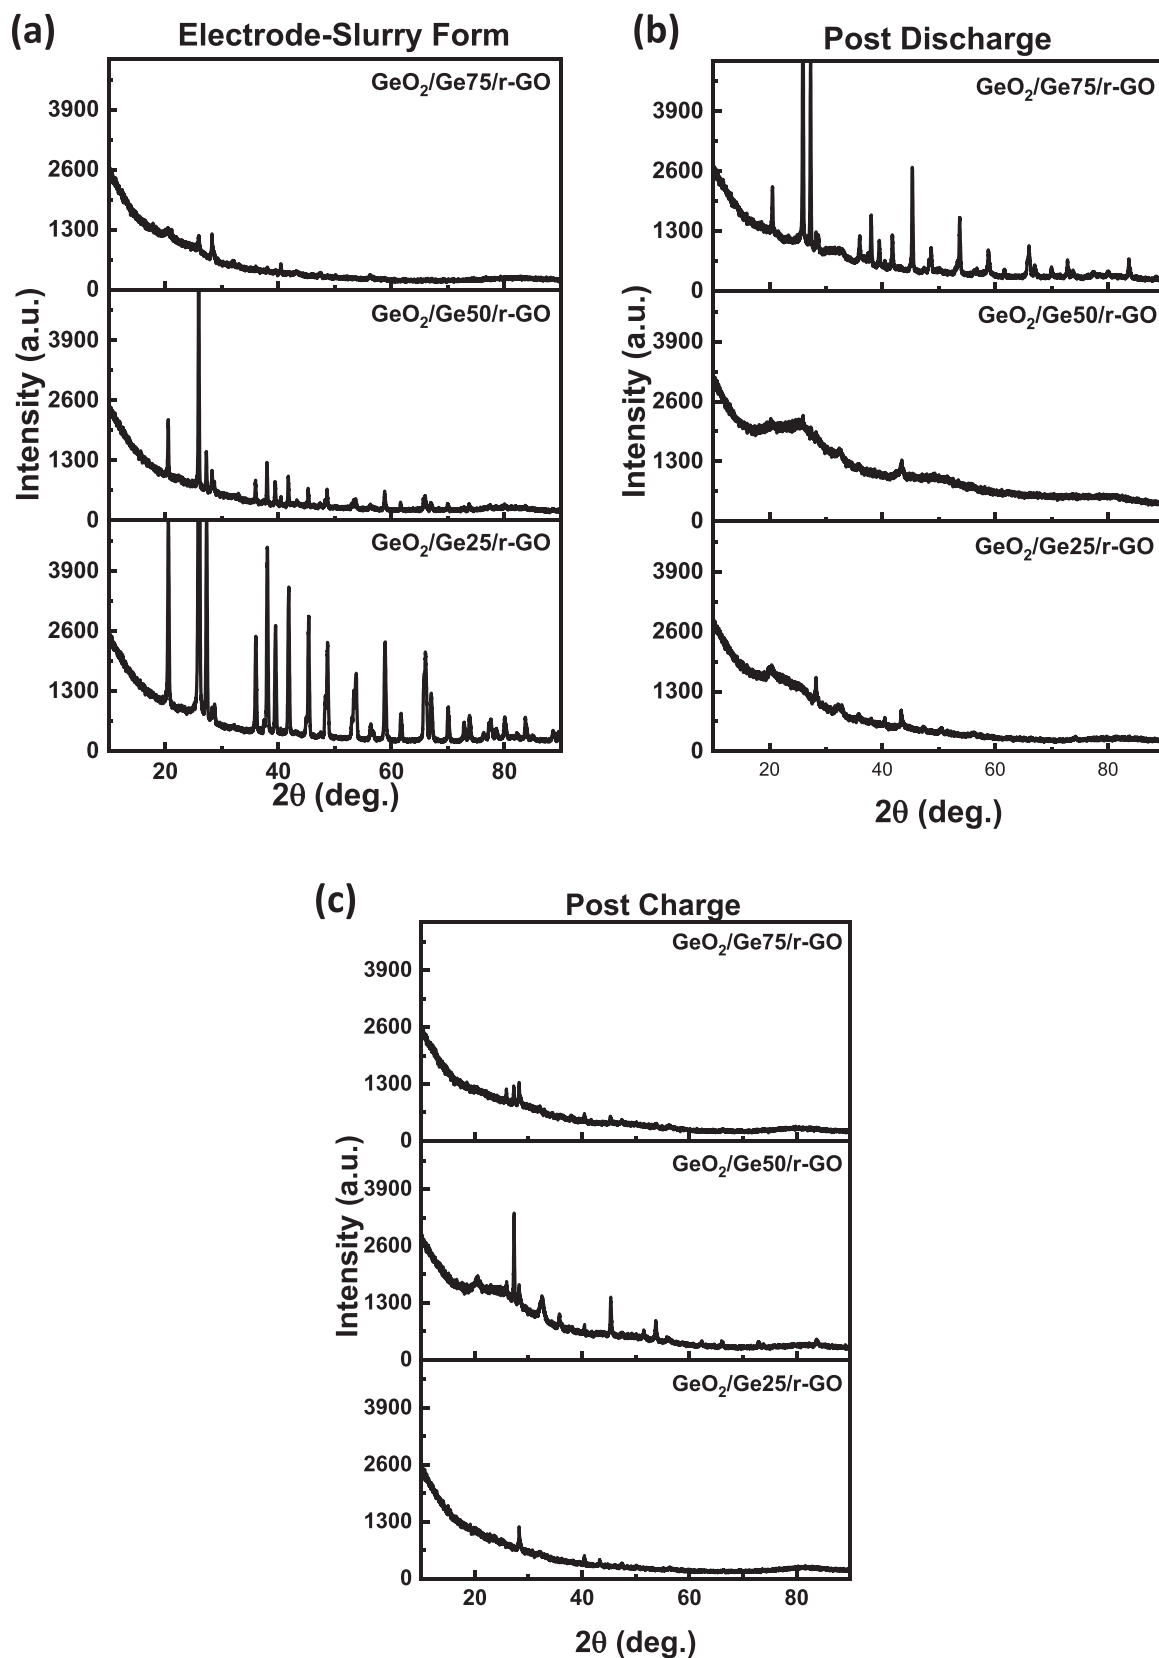 (a)
Electrode-Slurry Form
GeO₂/Ge75/r-GO
3900
2600
1300
0
GeO₂/Ge50/r-GO
3900
2600
1300
0
GeO₂/Ge25/r-GO
3900
2600
1300
0
Intensity (a.u.)
20 40 60 80
2θ (deg.)
(b)
Post Discharge
GeO₂/Ge75/r-GO
3900
2600
1300
0
GeO₂/Ge50/r-GO
3900
2600
1300
0
GeO₂/Ge25/r-GO
3900
2600
1300
0
Intensity (a.u.)
20 40 60 80
2θ (deg.)
(c)
Post Charge
GeO₂/Ge75/r-GO
3900
2600
1300
0
GeO₂/Ge50/r-GO
3900
2600
1300
0
GeO₂/Ge25/r-GO
3900
2600
1300
0
Intensity (a.u.)
20 40 60 80
2θ (deg.)